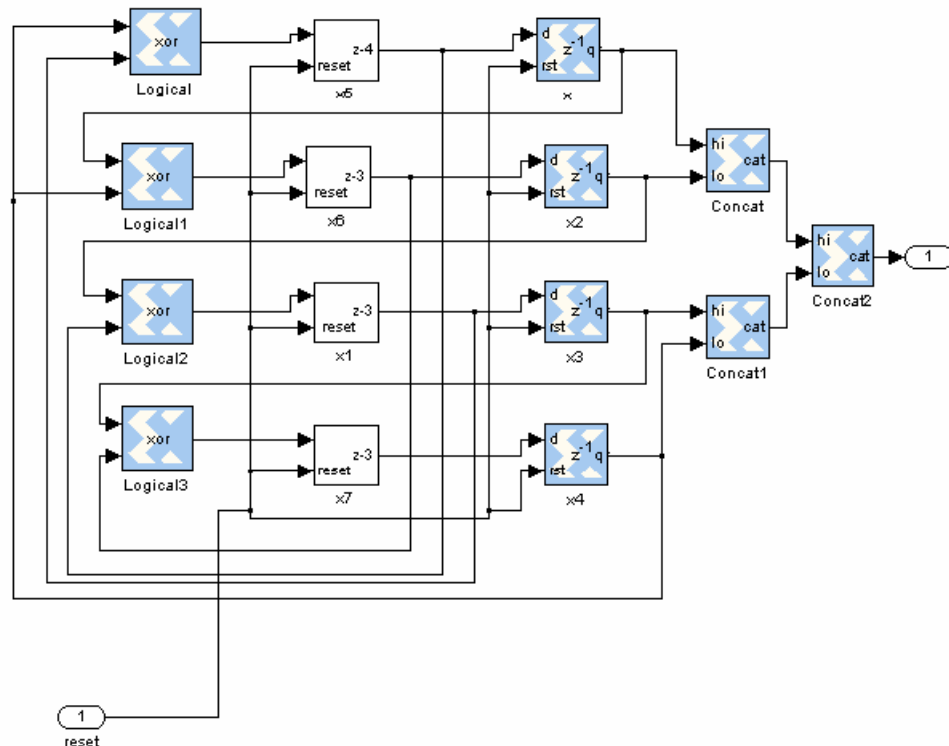 xor
Logical
z-4
reset
x5
d
z-1 q
rst
x
xor
Logical1
z-3
reset
x6
d
z-1 q
rst
x2
hi
cat
lo
Concat
hi
cat
lo
Concat2
1
xor
Logical2
z-3
reset
x1
d
z-1 q
rst
x3
hi
cat
lo
Concat1
xor
Logical3
z-3
reset
x7
d
z-1 q
rst
x4
1
reset